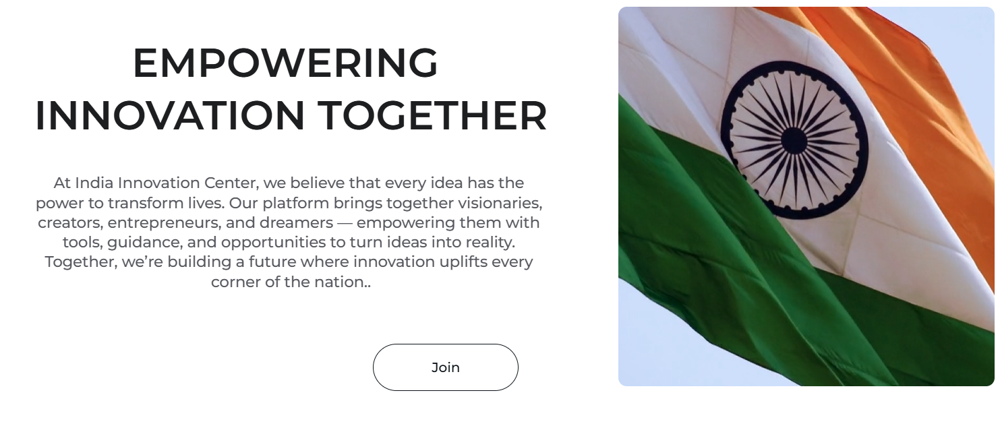 EMPOWERING
INNOVATION TOGETHER
At India Innovation Center, we believe that every idea has the
power to transform lives. Our platform brings together visionaries,
creators, entrepreneurs, and dreamers — empowering them with
tools, guidance, and opportunities to turn ideas into reality.
Together, we’re building a future where innovation uplifts every
corner of the nation..
Join